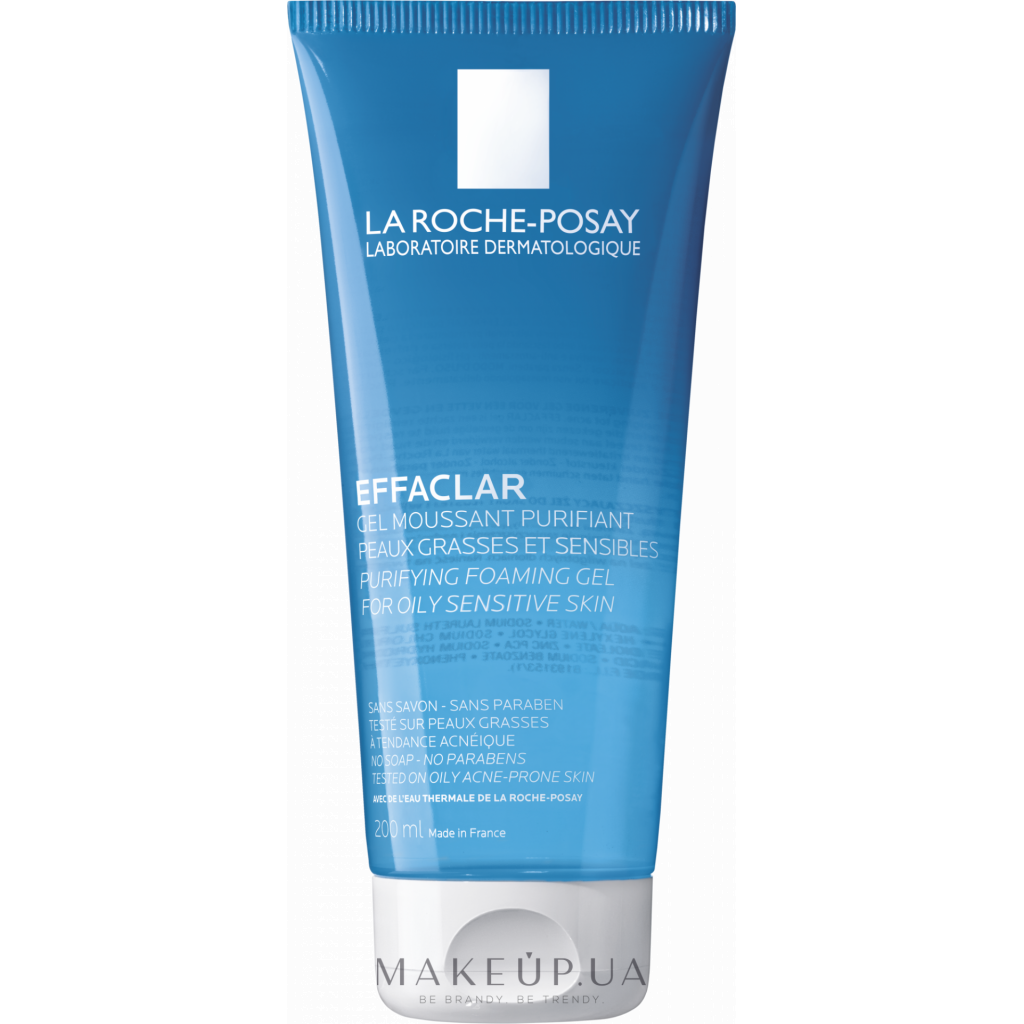 LA ROCHE-POSAY
LABORATOIRE DERMATOLOGIQUE
EFFACLAR
GEL MOUSSANT PURIFIANT
PEAUX GRASSES ET SENSIBLES
PURIFYING FOAMING GEL
FOR OILY SENSITIVE SKIN
SANS SAVON - SANS PARABEN
TESTÉ SUR PEAUX GRASSES
À TENDANCE ACNÉIQUE
NO SOAP - NO PARABENS
TESTED ON OILY ACNE-PRONE SKIN
AVEC DE L'EAU THERMALE DE LA ROCHE-POSAY
200 ml Made in France
MAKEUP.UA
BE BRANDY. BE TRENDY.